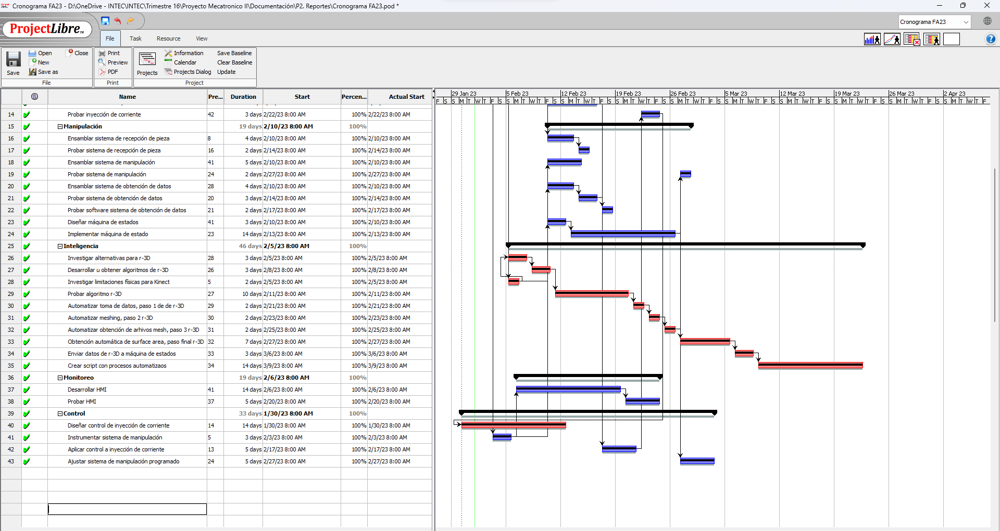 Cronograma FA23 - D:\OneDrive - INTEC\INTEC\Trimestre 16\Proyecto Mecatronico II\Documentación\P2. Reportes\Cronograma FA23.pod *
ProjectLibre™
Cronograma FA23
File Task Resource View
Save Open New Save as Close
File
Print Preview PDF
Print
Projects Information Calendar Projects Dialog Save Baseline Clear Baseline Update
Project
Name Pre... Duration Start Percen... Actual Start
29 Jan 23 5 Feb 23 12 Feb 23 19 Feb 23 26 Feb 23 5 Mar 23 12 Mar 23 19 Mar 23 26 Mar 23 2 Apr 23
F S S M T W T F S S M T W T F S S M T W T F S S M T W T F S S M T W T F S S M T W T F S S M T W T F S S M T W T F S S M T W T F S S M T W T F S S M T W T F
14 Probar inyección de corriente 42 3 days 2/22/23 8:00 AM 100% 2/22/23 8:00 AM
15 Manipulación 19 days 2/10/23 8:00 AM 100%
16 Ensamblar sistema de recepción de pieza 8 4 days 2/10/23 8:00 AM 100% 2/10/23 8:00 AM
17 Probar sistema de recepción de pieza 16 2 days 2/14/23 8:00 AM 100% 2/14/23 8:00 AM
18 Ensamblar sistema de manipulación 41 5 days 2/10/23 8:00 AM 100% 2/10/23 8:00 AM
19 Probar sistema de manipulación 24 2 days 2/27/23 8:00 AM 100% 2/27/23 8:00 AM
20 Ensamblar sistema de obtención de datos 28 4 days 2/10/23 8:00 AM 100% 2/10/23 8:00 AM
21 Probar sistema de obtención de datos 20 3 days 2/14/23 8:00 AM 100% 2/14/23 8:00 AM
22 Probar software sistema de obtención de datos 21 2 days 2/17/23 8:00 AM 100% 2/17/23 8:00 AM
23 Diseñar máquina de estados 41 3 days 2/10/23 8:00 AM 100% 2/10/23 8:00 AM
24 Implementar máquina de estado 23 14 days 2/13/23 8:00 AM 100% 2/13/23 8:00 AM
25 Inteligencia 46 days 2/5/23 8:00 AM 100%
26 Investigar alternativas para r-3D 28 3 days 2/5/23 8:00 AM 100% 2/5/23 8:00 AM
27 Desarrollar u obtener algoritmos de r-3D 26 3 days 2/8/23 8:00 AM 100% 2/8/23 8:00 AM
28 Investigar limitaciones físicas para Kinect 5 2 days 2/5/23 8:00 AM 100% 2/5/23 8:00 AM
29 Probar algoritmo r-3D 27 10 days 2/11/23 8:00 AM 100% 2/11/23 8:00 AM
30 Automatizar toma de datos, paso 1 de de r-3D 29 2 days 2/21/23 8:00 AM 100% 2/21/23 8:00 AM
31 Automatizar meshing, paso 2 r-3D 30 2 days 2/23/23 8:00 AM 100% 2/23/23 8:00 AM
32 Automatizar obtención de arhivos mesh, paso 3 r-3D 31 2 days 2/25/23 8:00 AM 100% 2/25/23 8:00 AM
33 Obtención automática de surface area, paso final r-3D 32 7 days 2/27/23 8:00 AM 100% 2/27/23 8:00 AM
34 Enviar datos de r-3D a máquina de estados 33 3 days 3/6/23 8:00 AM 100% 3/6/23 8:00 AM
35 Crear script con procesos automatizaos 34 14 days 3/9/23 8:00 AM 100% 3/9/23 8:00 AM
36 Monitoreo 19 days 2/6/23 8:00 AM 100%
37 Desarrollar HMI 41 14 days 2/6/23 8:00 AM 100% 2/6/23 8:00 AM
38 Probar HMI 37 5 days 2/20/23 8:00 AM 100% 2/20/23 8:00 AM
39 Control 33 days 1/30/23 8:00 AM 100%
40 Diseñar control de inyección de corriente 14 14 days 1/30/23 8:00 AM 100% 1/30/23 8:00 AM
41 Instrumentar sistema de manipulación 5 3 days 2/3/23 8:00 AM 100% 2/3/23 8:00 AM
42 Aplicar control a inyección de corriente 13 5 days 2/17/23 8:00 AM 100% 2/17/23 8:00 AM
43 Ajustar sistema de manipulación programado 24 5 days 2/27/23 8:00 AM 100% 2/27/23 8:00 AM